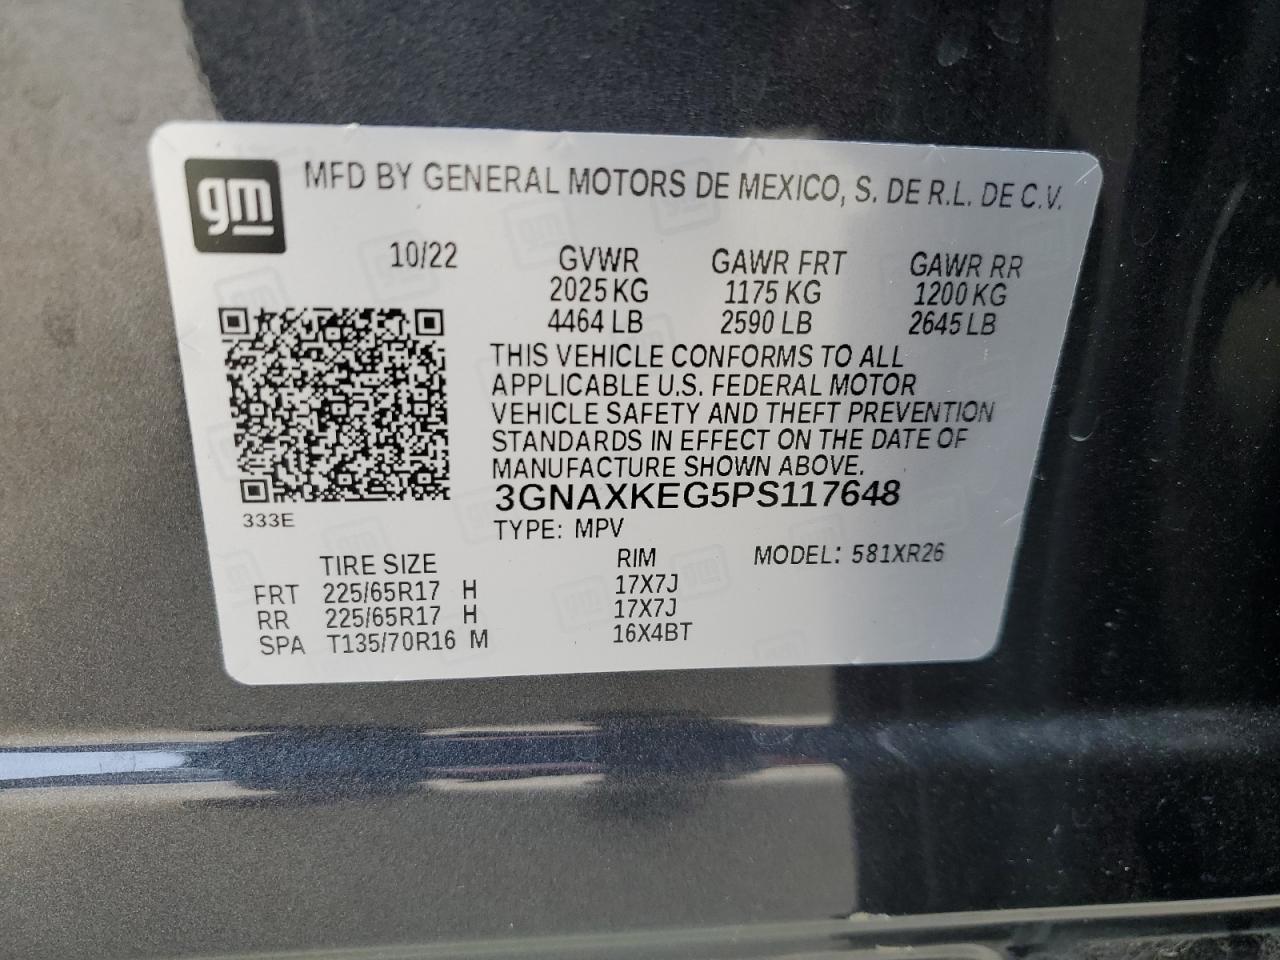 gm
MFD BY GENERAL MOTORS DE MEXICO, S. DE R.L. DE C.V.
10/22 GVWR GAWR FRT GAWR RR
2025 KG 1175 KG 1200 KG
4464 LB 2590 LB 2645 LB
THIS VEHICLE CONFORMS TO ALL
APPLICABLE U.S. FEDERAL MOTOR
VEHICLE SAFETY AND THEFT PREVENTION
STANDARDS IN EFFECT ON THE DATE OF
MANUFACTURE SHOWN ABOVE.
3GNAXKEG5PS117648
333E
TYPE: MPV
TIRE SIZE RIM MODEL: 581XR26
FRT 225/65R17 H 17X7J
RR 225/65R17 H 17X7J
SPA T135/70R16 M 16X4BT